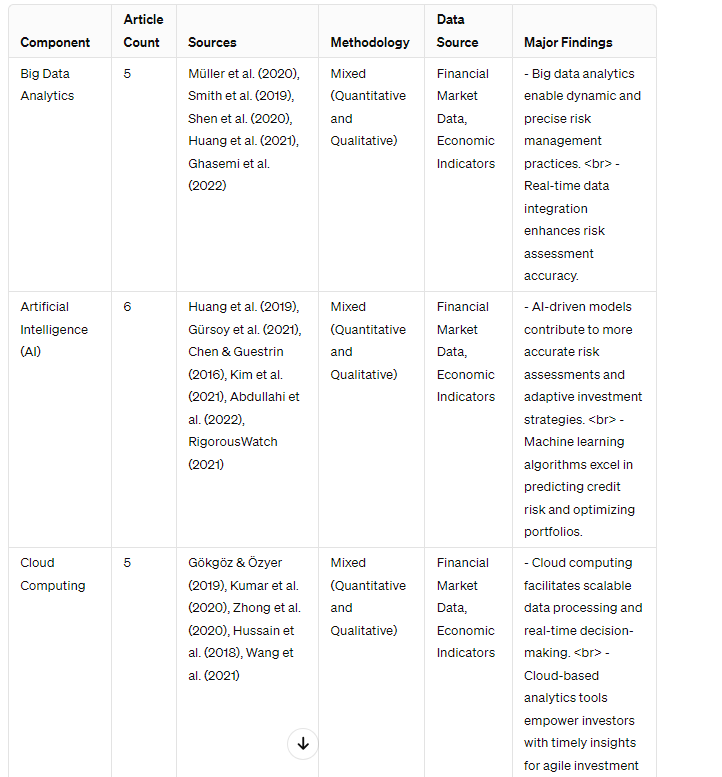 Component
Article
Count
Sources
Methodology
Data
Source
Major Findings
Big Data
Analytics
5
Müller et al. (2020),
Smith et al. (2019),
Shen et al. (2020),
Huang et al. (2021),
Ghasemi et al.
(2022)
Mixed
(Quantitative
and
Qualitative)
Financial
Market
Data,
Economic
Indicators
- Big data analytics
enable dynamic and
precise risk
management
practices. <br> -
Real-time data
integration
enhances risk
assessment
accuracy.
Artificial
Intelligence
(AI)
6
Huang et al. (2019),
Gürsoy et al. (2021),
Chen & Guestrin
(2016), Kim et al.
(2021), Abdullahi et
al. (2022),
RigorousWatch
(2021)
Mixed
(Quantitative
and
Qualitative)
Financial
Market
Data,
Economic
Indicators
- AI-driven models
contribute to more
accurate risk
assessments and
adaptive investment
strategies. <br> -
Machine learning
algorithms excel in
predicting credit
risk and optimizing
portfolios.
Cloud
Computing
5
Gökgöz & Özyer
(2019), Kumar et al.
(2020), Zhong et al.
(2020), Hussain et
al. (2018), Wang et
al. (2021)
Mixed
(Quantitative
and
Qualitative)
Financial
Market
Data,
Economic
Indicators
- Cloud computing
facilitates scalable
data processing and
real-time decision-
making. <br> -
Cloud-based
analytics tools
empower investors
with timely insights
for agile investment